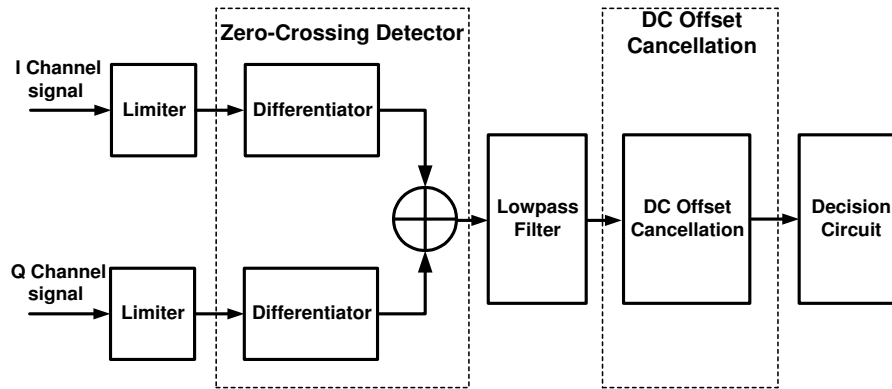 Zero-Crossing Detector
DC Offset
Cancellation
I Channel
signal
Limiter
Differentiator
Lowpass
Filter
DC Offset
Cancellation
Decision
Circuit
Q Channel
signal
Limiter
Differentiator